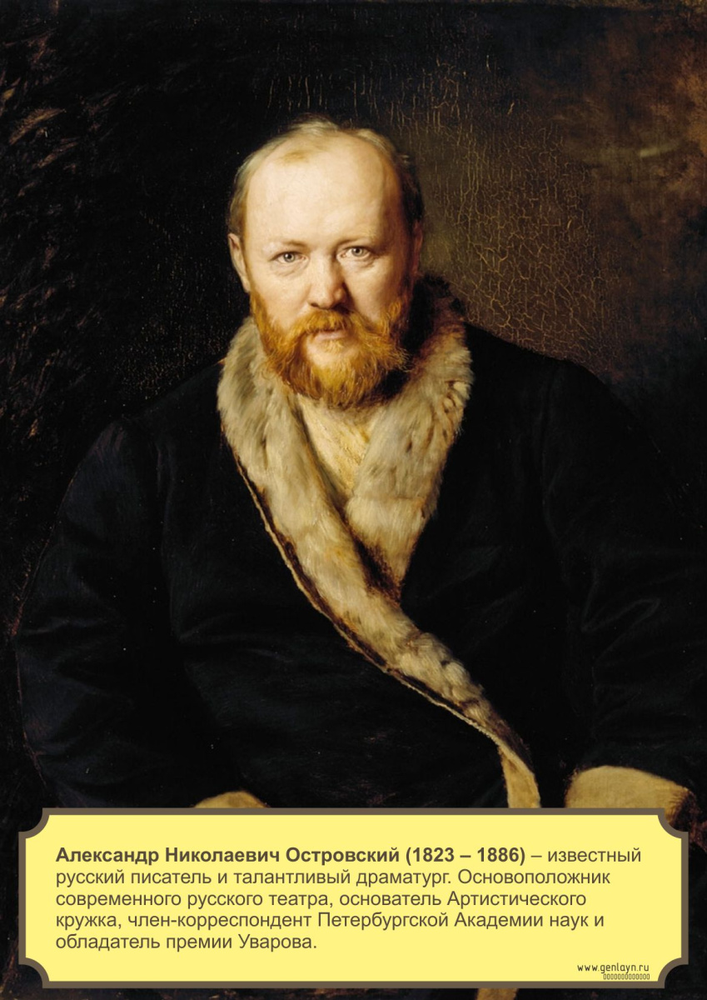 Александр Николаевич Островский (1823 – 1886) – известный
русский писатель и талантливый драматург. Основоположник
современного русского театра, основатель Артистического
кружка, член-корреспондент Петербургской Академии наук и
обладатель премии Уварова.
www.genlayn.ru